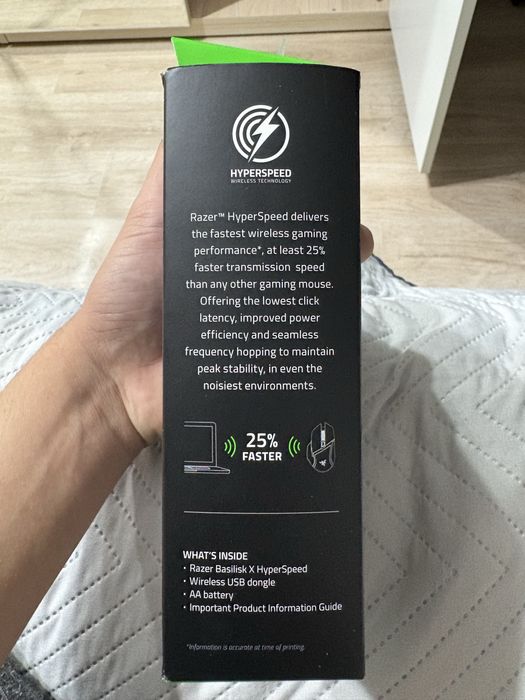 HYPERSPEED
WIRELESS TECHNOLOGY
Razer™ HyperSpeed delivers
the fastest wireless gaming
performance*, at least 25%
faster transmission speed
than any other gaming mouse.
Offering the lowest click
latency, improved power
efficiency and seamless
frequency hopping to maintain
peak stability, in even the
noisiest environments.
25%
FASTER
WHAT'S INSIDE
• Razer Basilisk X HyperSpeed
• Wireless USB dongle
• AA battery
• Important Product Information Guide
*Information is accurate at time of printing.